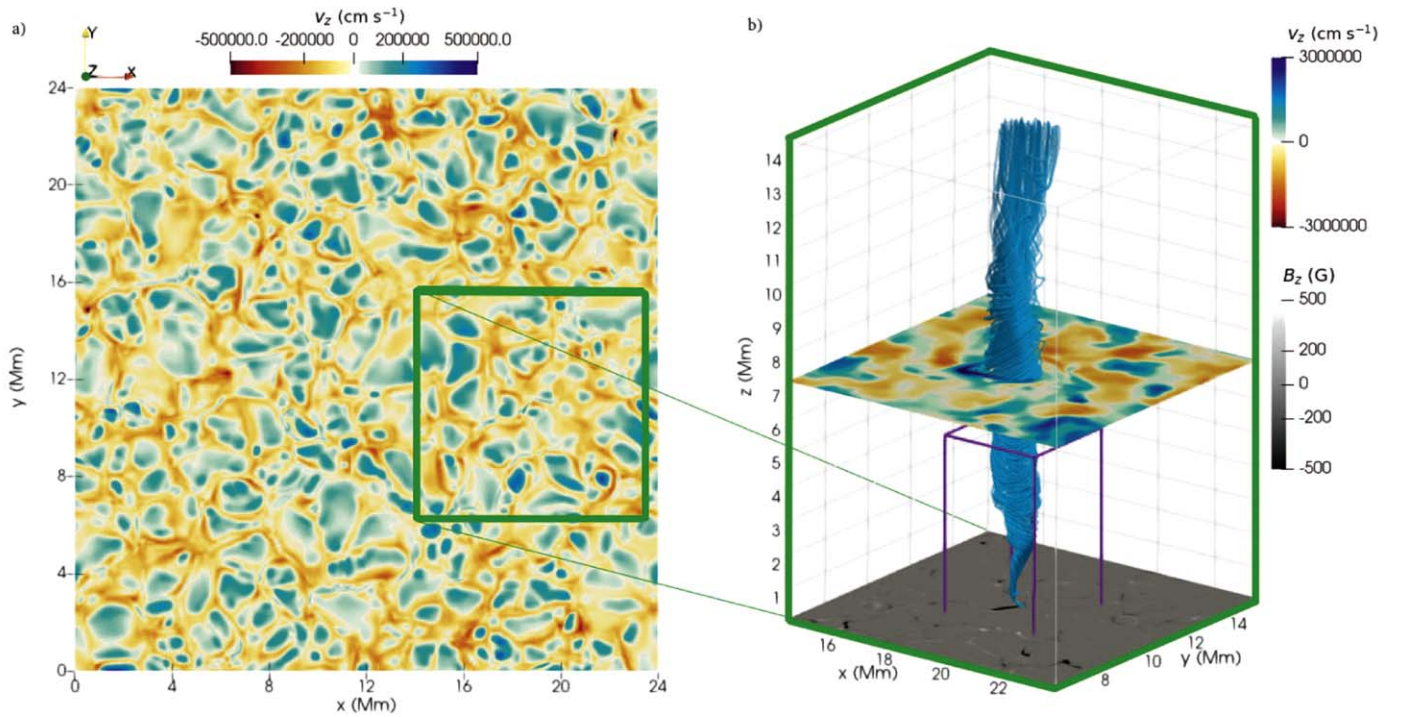 a)
Y
Z
X
v_z (cm s⁻¹)
-500000.0 -200000 0 200000 500000.0
24
20
16
12
8
4
0
y (Mm)
0 4 8 12 16 20 24
x (Mm)
b)
14
13
12
11
10
9
8
7
6
5
4
3
2
1
z (Mm)
16
18
20
22
x (Mm)
8
10
12
14
y (Mm)
v_z (cm s⁻¹)
3000000
0
-3000000
B_z (G)
500
200
0
-200
-500